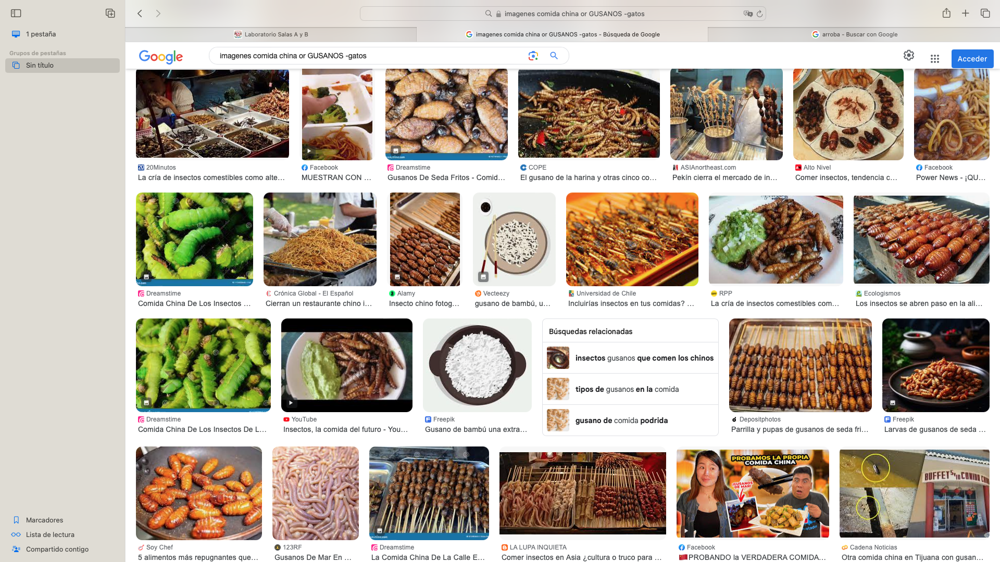 imagenes comida china or GUSANOS -gatos
1 pestaña
Grupos de pestañas
Sin título
Laboratorio Salas A y B
imagenes comida china or GUSANOS -gatos - Búsqueda de Google
arroba - Buscar con Google
Google
imagenes comida china or GUSANOS -gatos
Acceder
20Minutos
La cría de insectos comestibles como alte...
Facebook
MUESTRAN CON ...
Dreamstime
Gusanos De Seda Fritos - Comid...
COPE
El gusano de la harina y otras cinco co...
ASIAnortheast.com
Pekín cierra el mercado de in...
Alto Nivel
Comer insectos, tendencia c...
Facebook
Power News - ¡QU...
Dreamstime
Comida China De Los Insectos ...
Crónica Global - El Español
Cierran un restaurante chino i...
Alamy
Insecto chino fotog...
Vecteezy
gusano de bambú, u...
Universidad de Chile
Incluirías insectos en tus comidas? ...
RPP
La cría de insectos comestibles com...
Ecologismos
Los insectos se abren paso en la ali...
Dreamstime
Comida China De Los Insectos De L...
YouTube
Insectos, la comida del futuro - You...
Freepik
Gusano de bambú una extra...
Búsquedas relacionadas
insectos gusanos que comen los chinos
tipos de gusanos en la comida
gusano de comida podrida
Depositphotos
Parrilla y pupas de gusanos de seda fri...
Freepik
Larvas de gusanos de seda ...
PROBAMOS LA PROPIA
COMIDA CHINA
¡GUSANOS
DE MAR!
BUFFET
COMIDA
Soy Chef
5 alimentos más repugnantes que...
123RF
Gusanos De Mar En ...
Dreamstime
La Comida China De La Calle E...
LA LUPA INQUIETA
Comer insectos en Asia ¿cultura o truco para ...
Facebook
🇨🇳PROBANDO la VERDADERA COMIDA...
Cadena Noticias
Otra comida china en Tijuana con gusan...
Marcadores
Lista de lectura
Compartido contigo